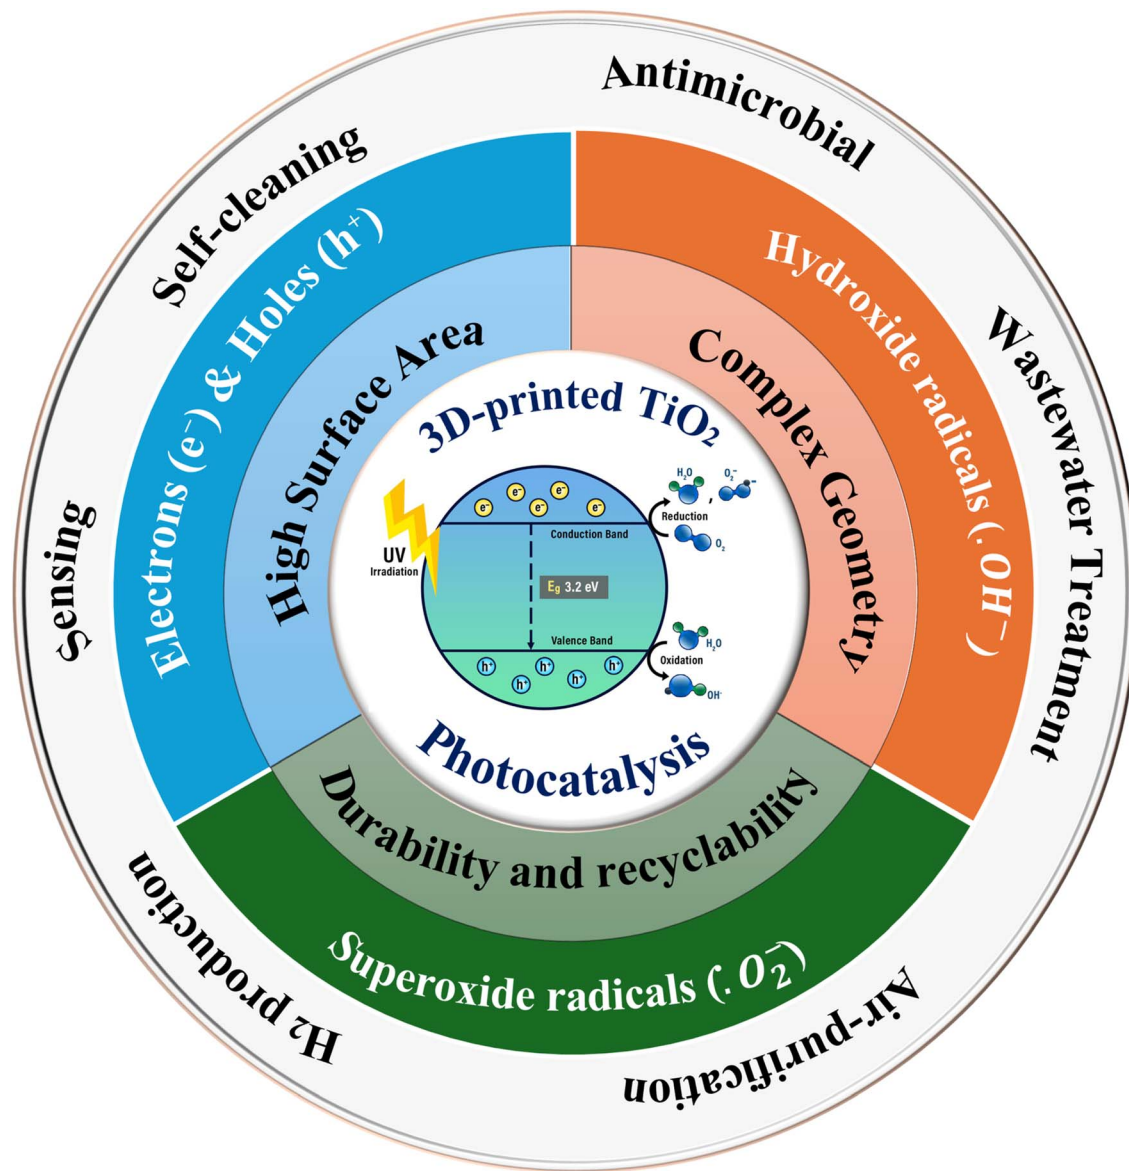 Antimicrobial
Wastewater Treatment
Air-purification
H₂ production
Sensing
Self-cleaning
Electrons (e⁻) & Holes (h⁺)
Hydroxide radicals (.OH⁻)
Superoxide radicals (.O₂⁻)
High Surface Area
Complex Geometry
Durability and recyclability
3D-printed TiO₂
UV
Irradiation
e⁻
e⁻
e⁻
e⁻
e⁻
Conduction Band
H₂O
,
O₂⁻
Reduction
O₂
Eg 3.2 eV
Valence Band
h⁺
h⁺
h⁺
h⁺
h⁺
H₂O
Oxidation
OH⁻
Photocatalysis